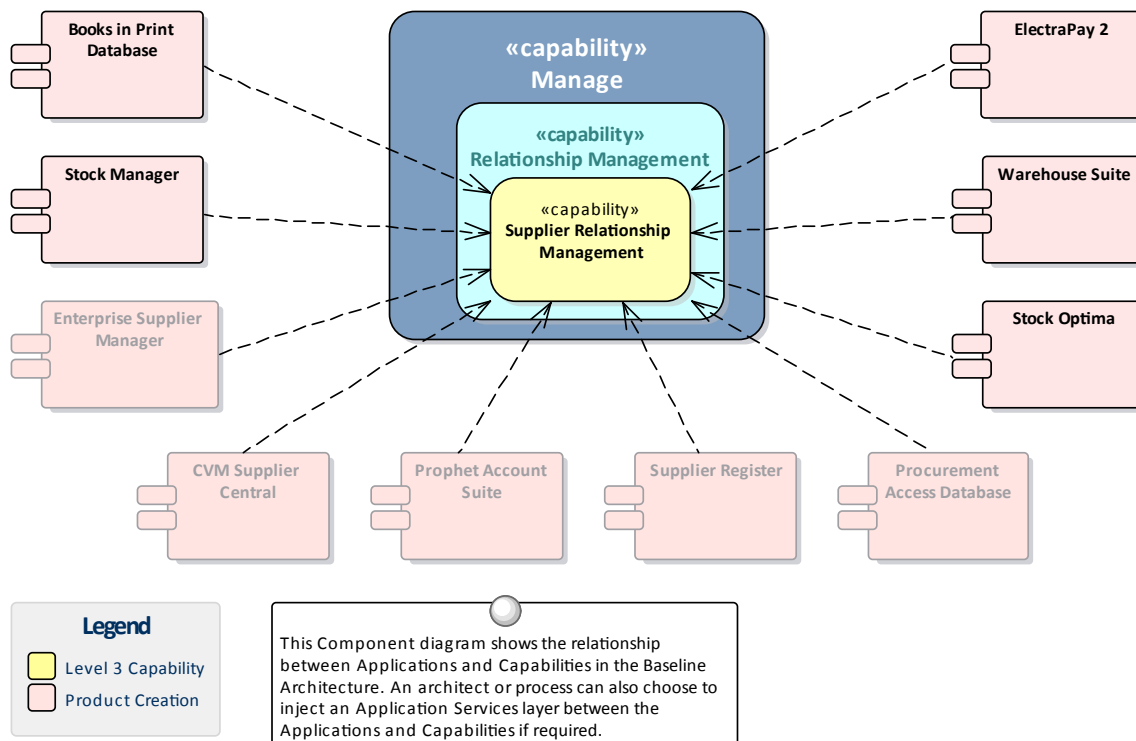 Books in Print
Database
«capability»
Manage
ElectraPay 2
«capability»
Relationship Management
Stock Manager
«capability»
Supplier Relationship
Management
Warehouse Suite
Enterprise Supplier
Manager
Stock Optima
CVM Supplier
Central
Prophet Account
Suite
Supplier Register
Procurement
Access Database
Legend
Level 3 Capability
Product Creation
This Component diagram shows the relationship
between Applications and Capabilities in the Baseline
Architecture. An architect or process can also choose to
inject an Application Services layer between the
Applications and Capabilities if required.